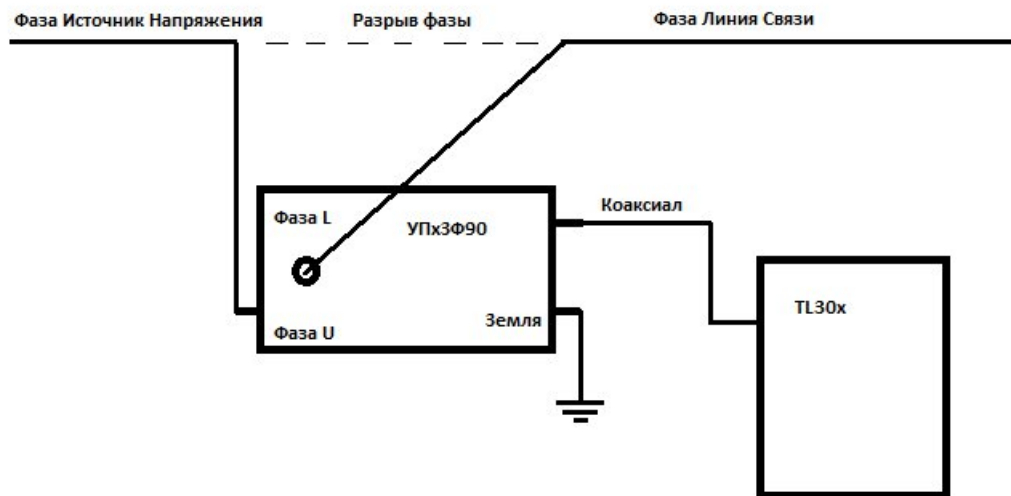 Фаза Источник Напряжения
Разрыв фазы
Фаза Линия Связи
Фаза L
УПх3Ф90
Коаксиал
Земля
Фаза U
TL30x